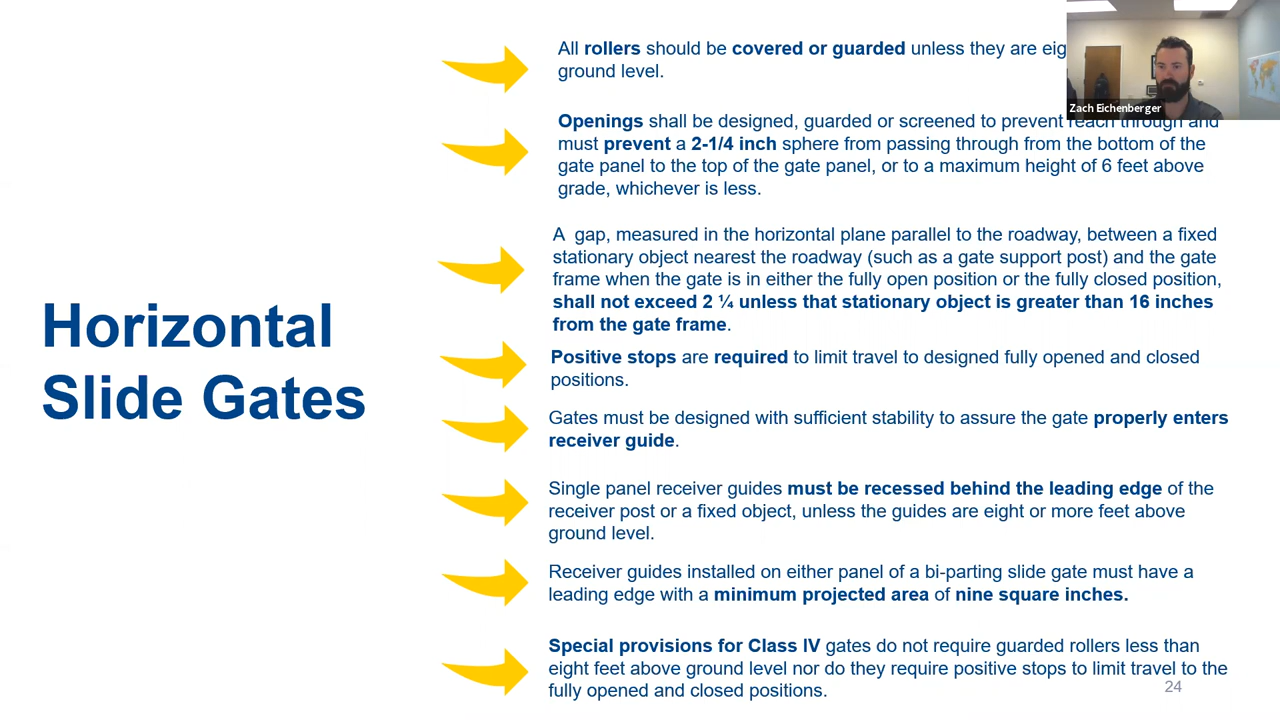 Horizontal
Slide Gates
All rollers should be covered or guarded unless they are
ground level.
Openings shall be designed, guarded or screened to prevent reach through and
must prevent a 2-1/4 inch sphere from passing through from the bottom of the
gate panel to the top of the gate panel, or to a maximum height of 6 feet above
grade, whichever is less.
A  gap, measured in the horizontal plane parallel to the roadway, between a fixed
stationary object nearest the roadway (such as a gate support post) and the gate
frame when the gate is in either the fully open position or the fully closed position,
shall not exceed 2 ¼ unless that stationary object is greater than 16 inches
from the gate frame.
Positive stops are required to limit travel to designed fully opened and closed
positions.
Gates must be designed with sufficient stability to assure the gate properly enters
receiver guide.
Single panel receiver guides must be recessed behind the leading edge of the
receiver post or a fixed object, unless the guides are eight or more feet above
ground level.
Receiver guides installed on either panel of a bi-parting slide gate must have a
leading edge with a minimum projected area of nine square inches.
Special provisions for Class IV gates do not require guarded rollers less than
eight feet above ground level nor do they require positive stops to limit travel to the
fully opened and closed positions.
24
Zach Eichenberger